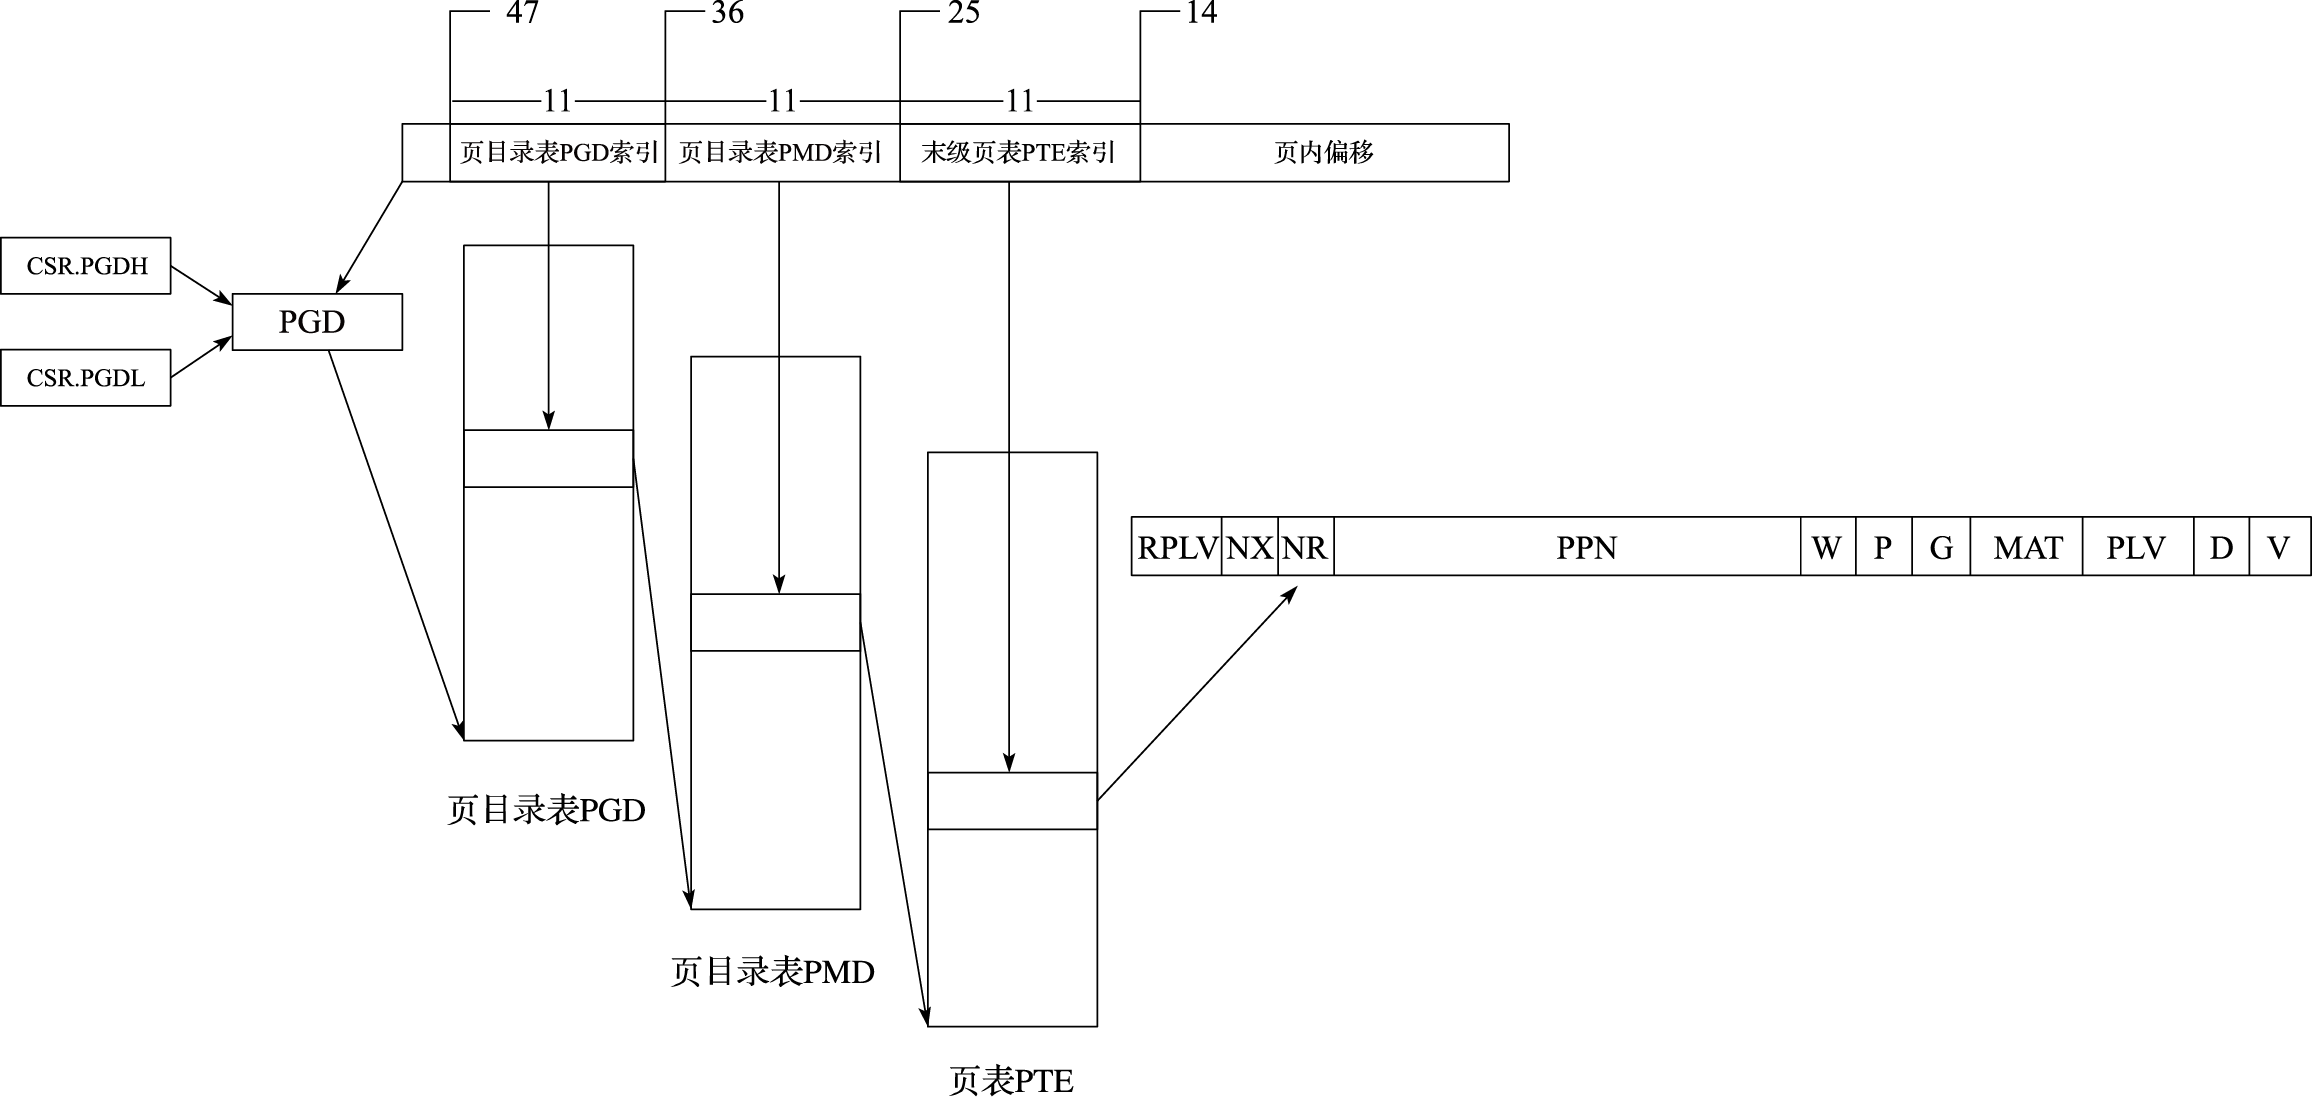 47 36 25 14
11 11 11
页目录表PGD索引 页目录表PMD索引 末级页表PTE索引 页内偏移
CSR.PGDH
PGD
CSR.PGDL
RPLV NX NR PPN W P G MAT PLV D V
页目录表PGD
页目录表PMD
页表PTE